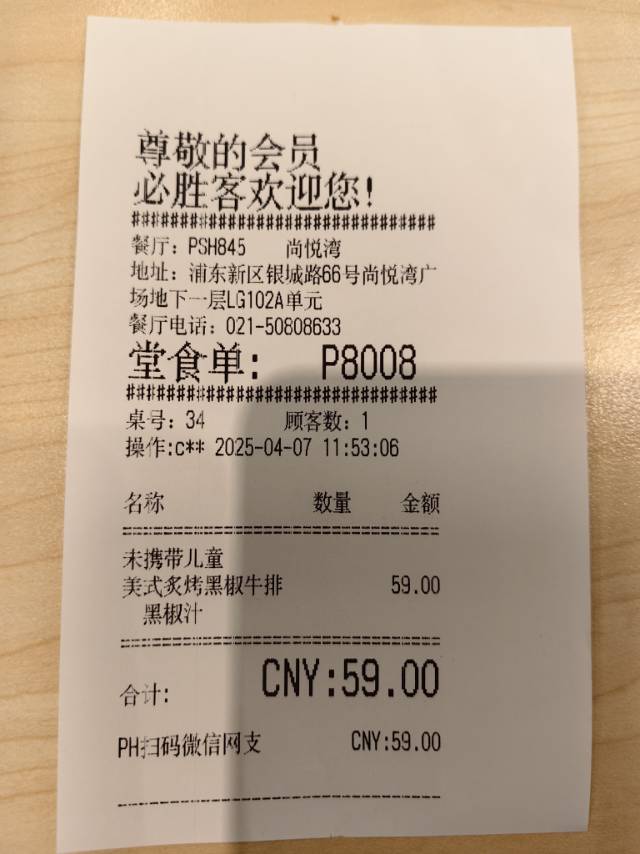 尊敬的会员
必胜客欢迎您!
######################################
餐厅: PSH845 尚悦湾
地址: 浦东新区银城路66号尚悦湾广
场地下一层LG102A单元
餐厅电话: 021-50808633
堂食单: P8008
######################################
桌号: 34 顾客数: 1
操作:c** 2025-04-07 11:53:06
名称 数量 金额
======================================
未携带儿童
美式炙烤黑椒牛排 59.00
黑椒汁
======================================
合计: CNY:59.00
PH扫码微信网支 CNY:59.00
--------------------------------------